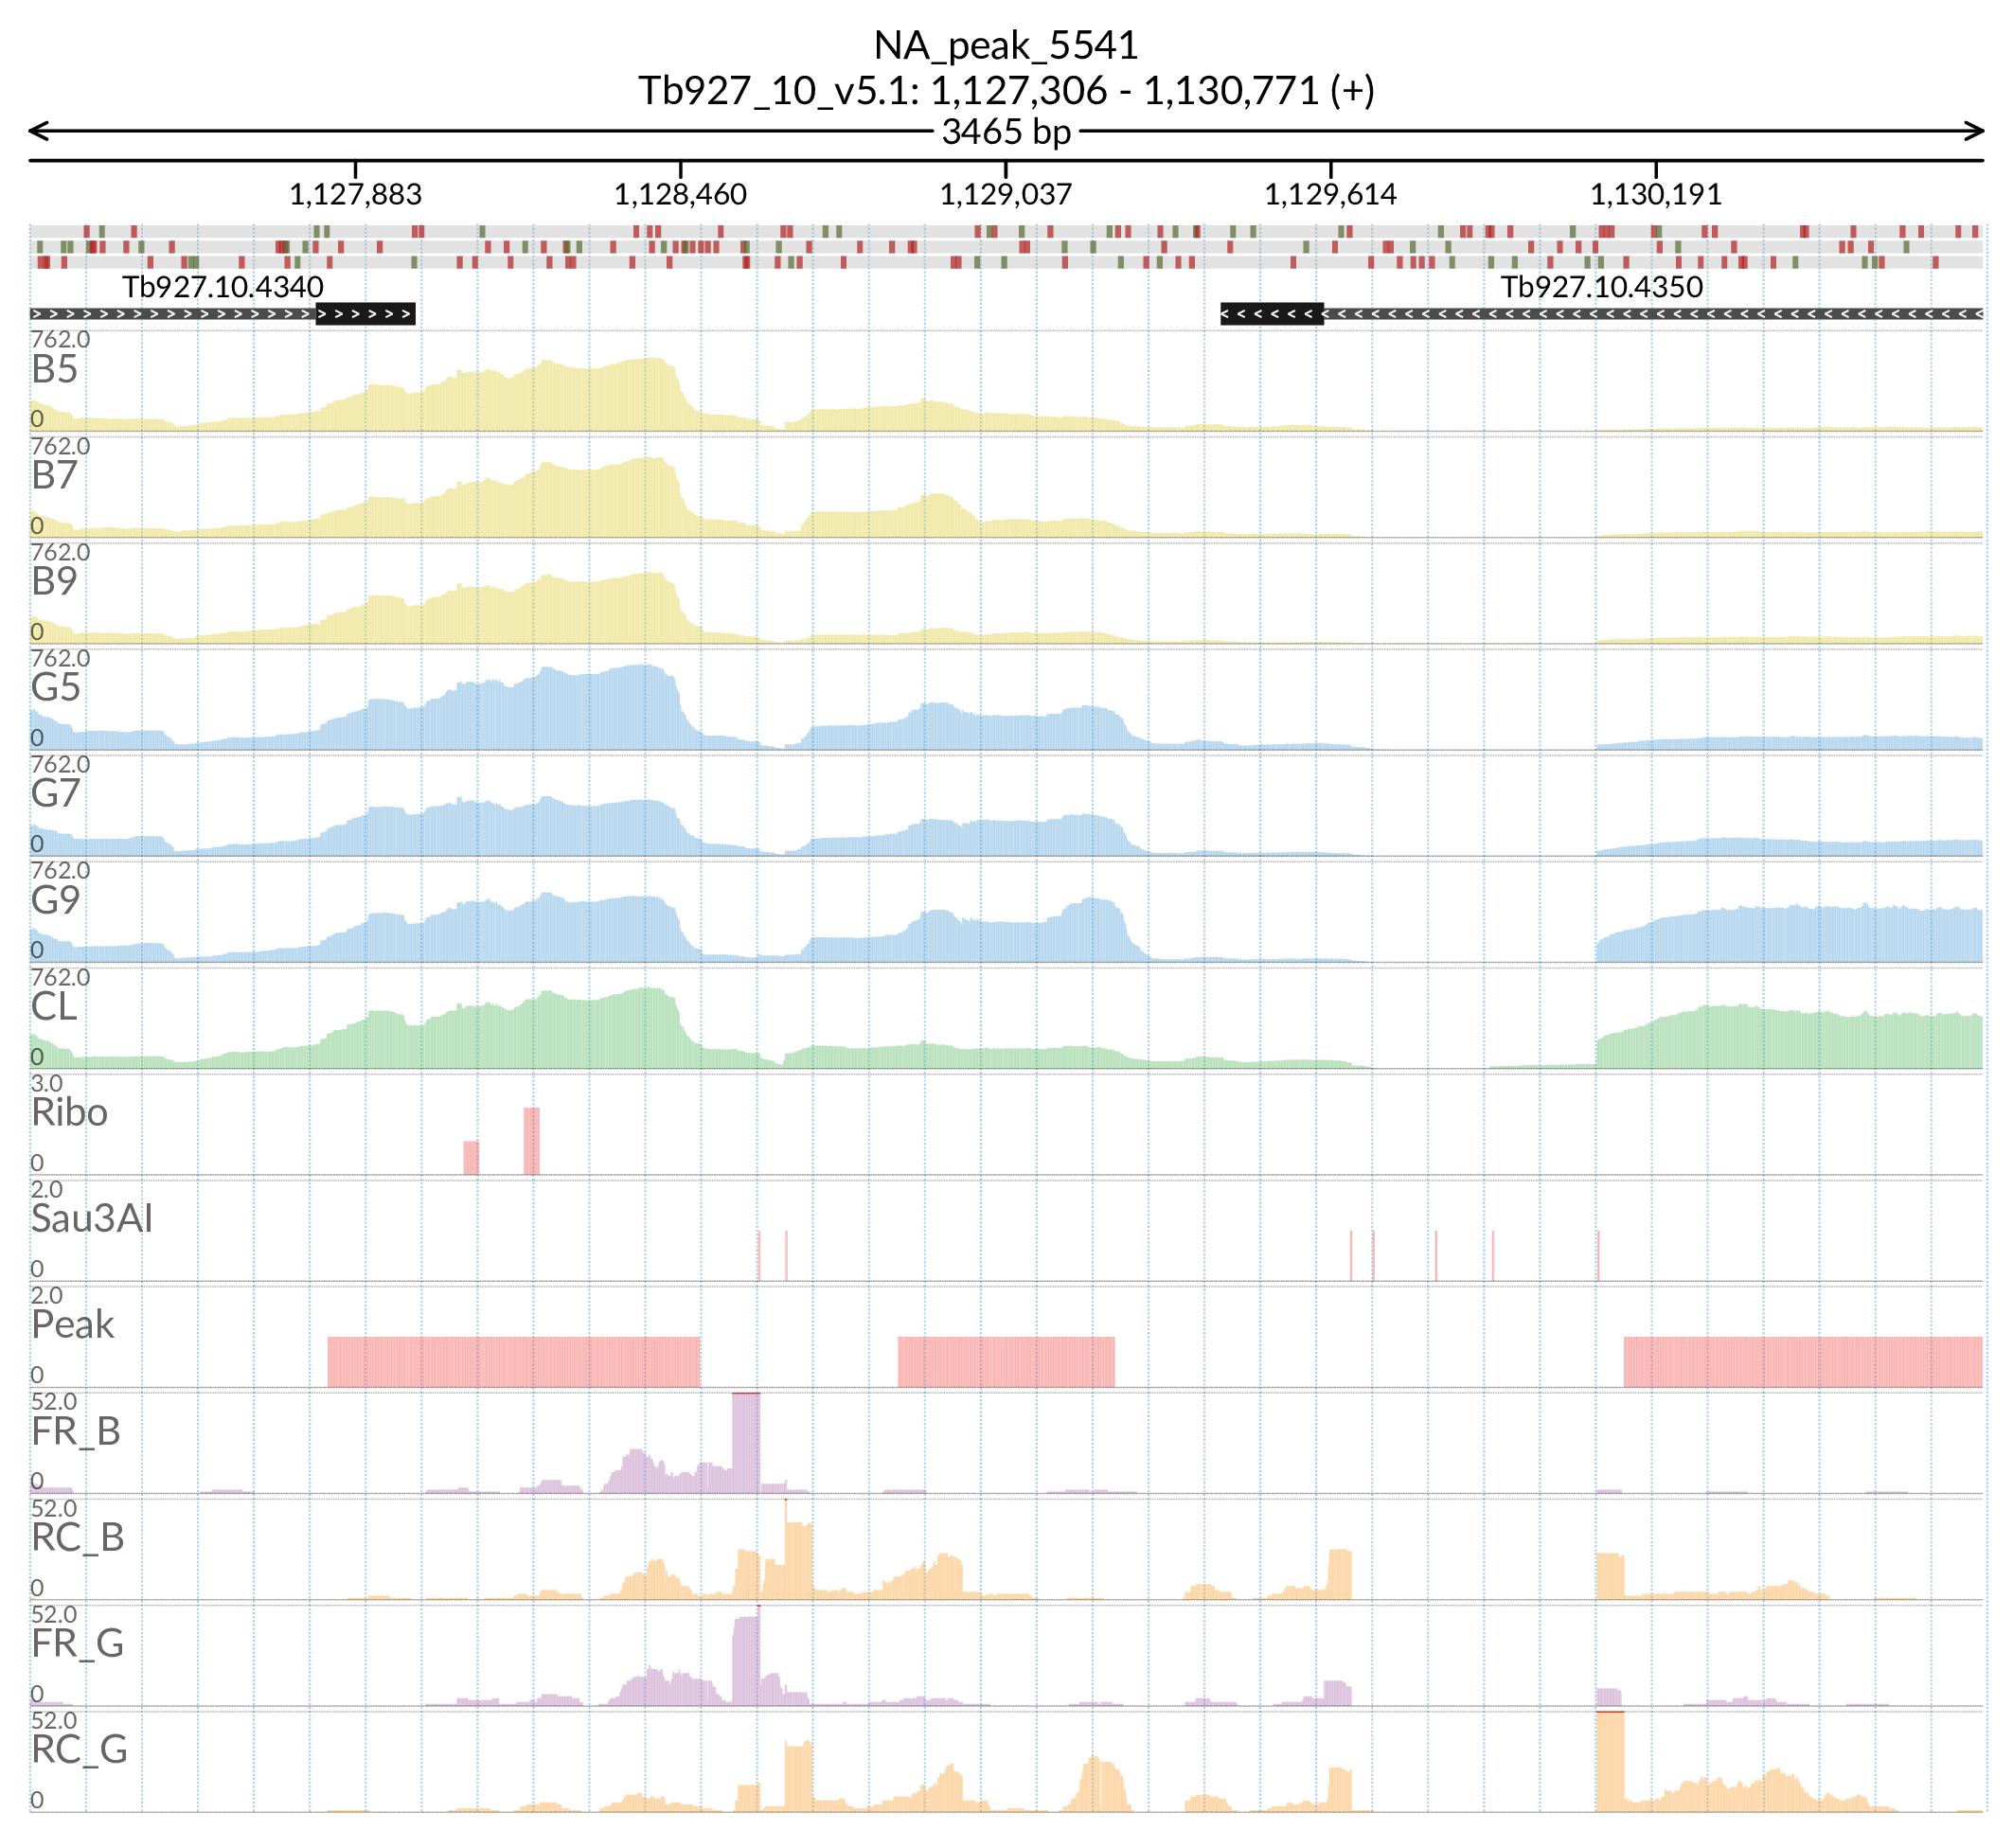 NA_peak_5541
Tb927_10_v5.1: 1,127,306 - 1,130,771 (+)
3465 bp
1,127,883 1,128,460 1,129,037 1,129,614 1,130,191
Tb927.10.4340 Tb927.10.4350
762.0
B5
0
762.0
B7
0
762.0
B9
0
762.0
G5
0
762.0
G7
0
762.0
G9
0
762.0
CL
0
3.0
Ribo
0
2.0
Sau3AI
0
2.0
Peak
0
52.0
FR_B
0
52.0
RC_B
0
52.0
FR_G
0
52.0
RC_G
0